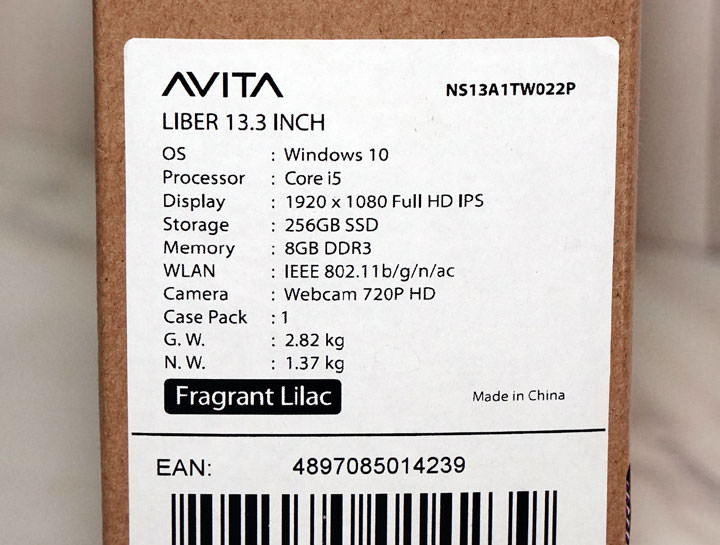 AVITA NS13A1TW022P
LIBER 13.3 INCH
OS : Windows 10
Processor : Core i5
Display : 1920 x 1080 Full HD IPS
Storage : 256GB SSD
Memory : 8GB DDR3
WLAN : IEEE 802.11b/g/n/ac
Camera : Webcam 720P HD
Case Pack : 1
G. W. : 2.82 kg
N. W. : 1.37 kg
Fragrant Lilac Made in China
EAN: 4897085014239